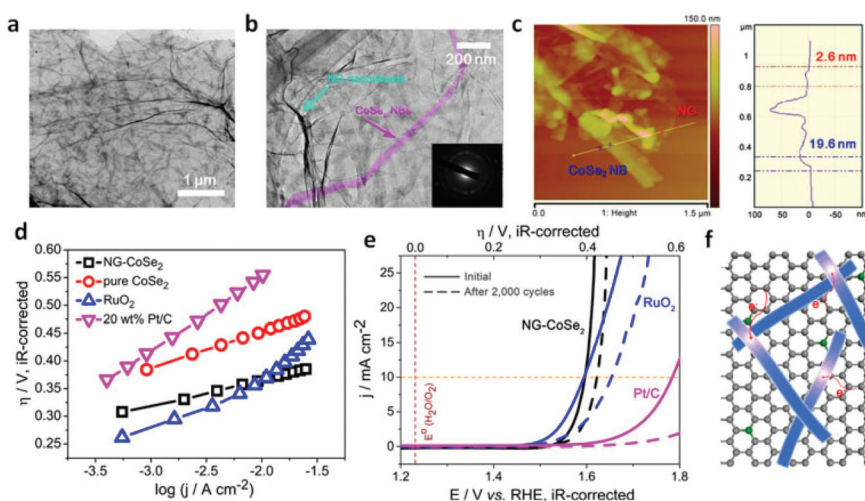 a
1 μm
b
NG nanosheets
CoSe₂ NBs
200 nm
c
150.0 nm
NG
CoSe₂ NB
0.0
1: Height
1.5 μm
μm
1
0.8
0.6
0.4
0.2
2.6 nm
19.6 nm
100 50 0 -50
nm
d
η / V, iR-corrected
0.60
0.55
0.50
0.45
0.40
0.35
0.30
0.25
NG-CoSe₂
pure CoSe₂
RuO₂
20 wt% Pt/C
-3.5 -3.0 -2.5 -2.0 -1.5
log (j / A cm⁻²)
e
η / V, iR-corrected
0.0 0.2 0.4 0.6
j / mA cm⁻²
25
20
15
10
5
0
Initial
After 2,000 cycles
NG-CoSe₂
RuO₂
Pt/C
E⁰ (H₂O/O₂)
1.2 1.4 1.6 1.8
E / V vs. RHE, iR-corrected
f
e⁻
e⁻
e⁻